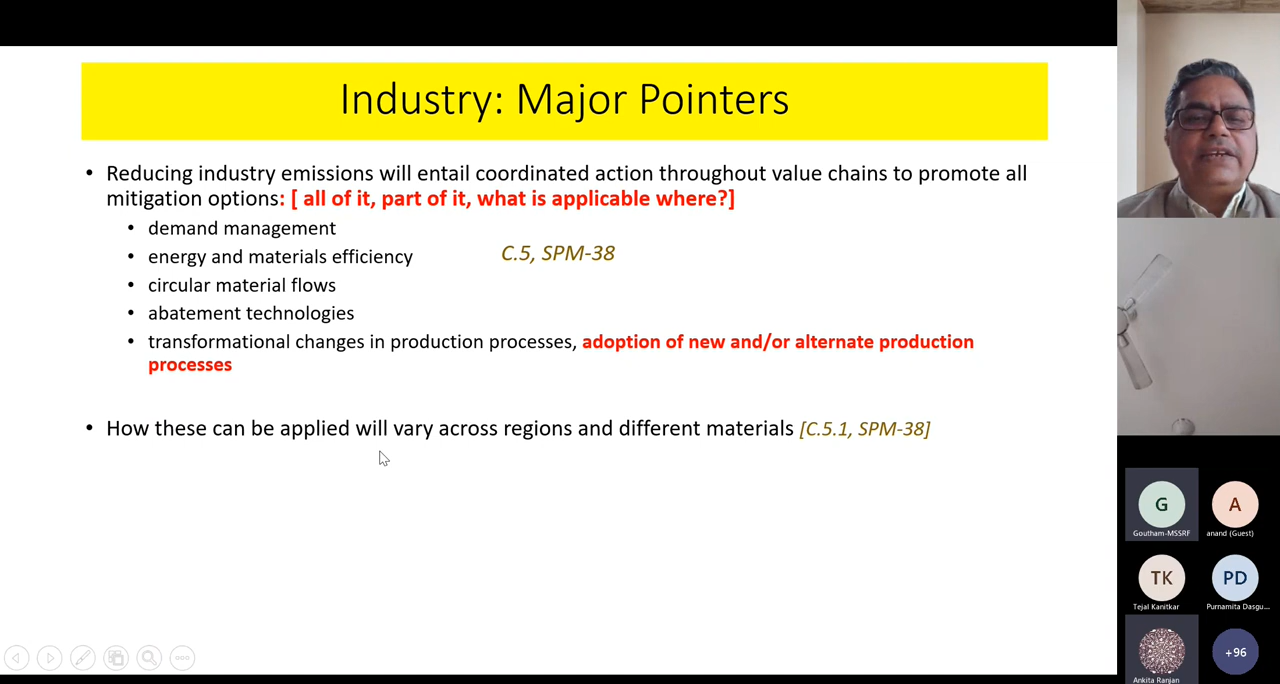 Industry: Major Pointers
• Reducing industry emissions will entail coordinated action throughout value chains to promote all
mitigation options: [ all of it, part of it, what is applicable where?]
• demand management
• energy and materials efficiency
C.5, SPM-38
• circular material flows
• abatement technologies
• transformational changes in production processes, adoption of new and/or alternate production
processes
• How these can be applied will vary across regions and different materials [C.5.1, SPM-38]
G
A
Goutham-MSSRF
anand (Guest)
TK
PD
Tejal Kanitkar
Purnamita Dasgu...
+96
Ankita Ranjan